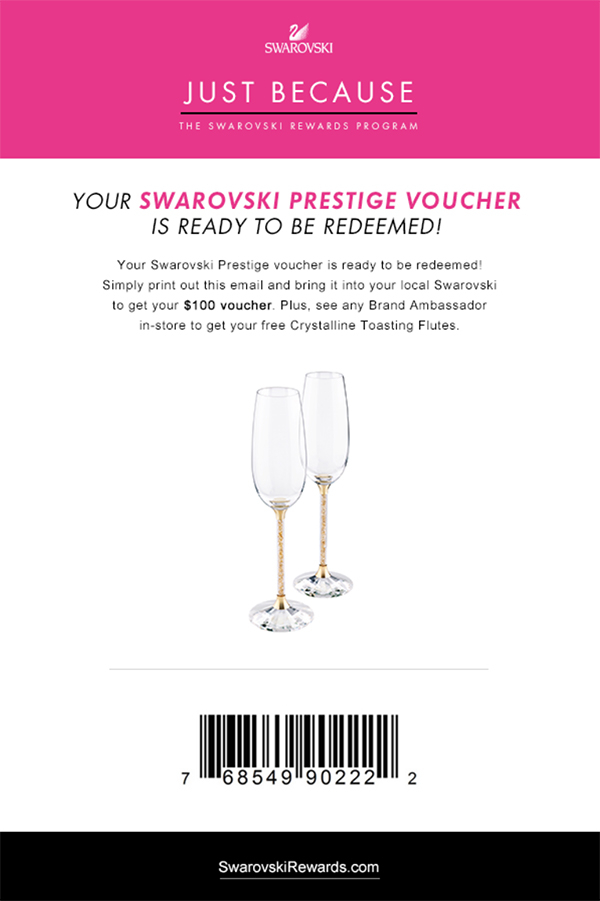 SWAROVSKI
JUST BECAUSE
THE SWAROVSKI REWARDS PROGRAM
YOUR SWAROVSKI PRESTIGE VOUCHER
IS READY TO BE REDEEMED!
Your Swarovski Prestige voucher is ready to be redeemed!
Simply print out this email and bring it into your local Swarovski
to get your $100 voucher. Plus, see any Brand Ambassador
in-store to get your free Crystalline Toasting Flutes.
7 68549 90222 2
SwarovskiRewards.com